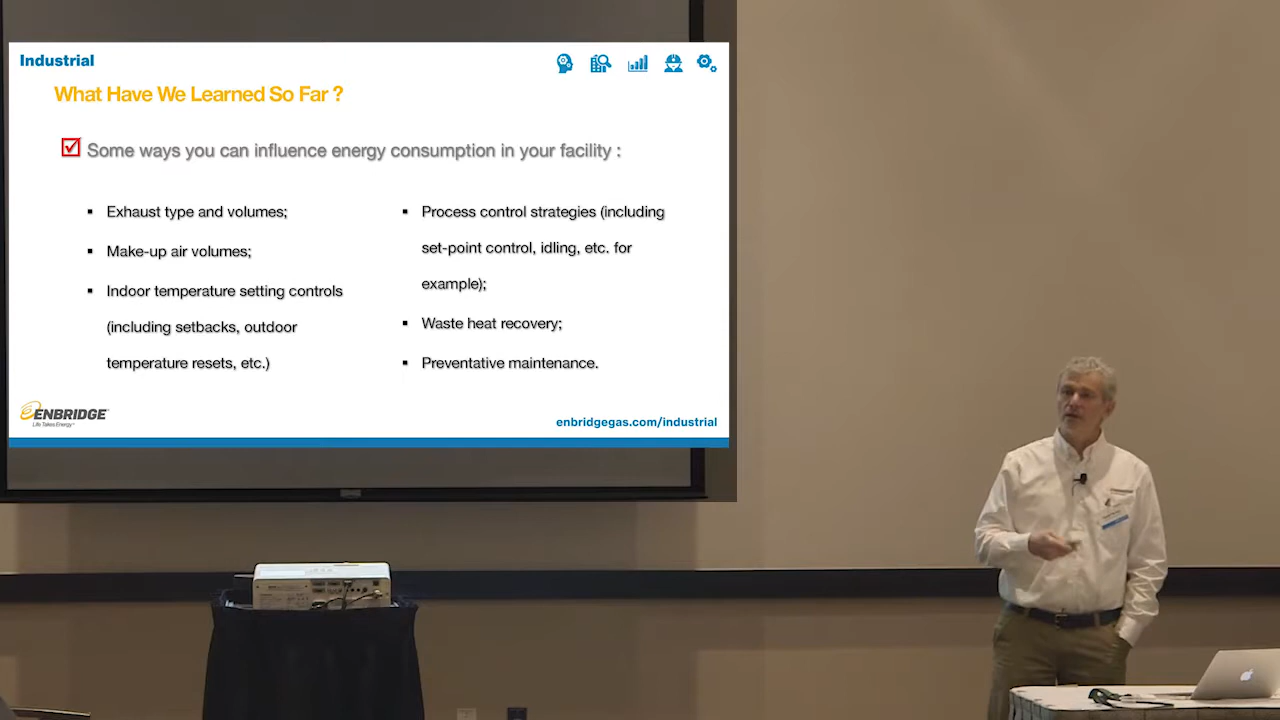 Industrial
What Have We Learned So Far ?
Some ways you can influence energy consumption in your facility :
Exhaust type and volumes;
Make-up air volumes;
Indoor temperature setting controls
(including setbacks, outdoor
temperature resets, etc.)
Process control strategies (including
set-point control, idling, etc. for
example);
Waste heat recovery;
Preventative maintenance.
ENBRIDGE
Life Takes Energy™
enbridgegas.com/industrial